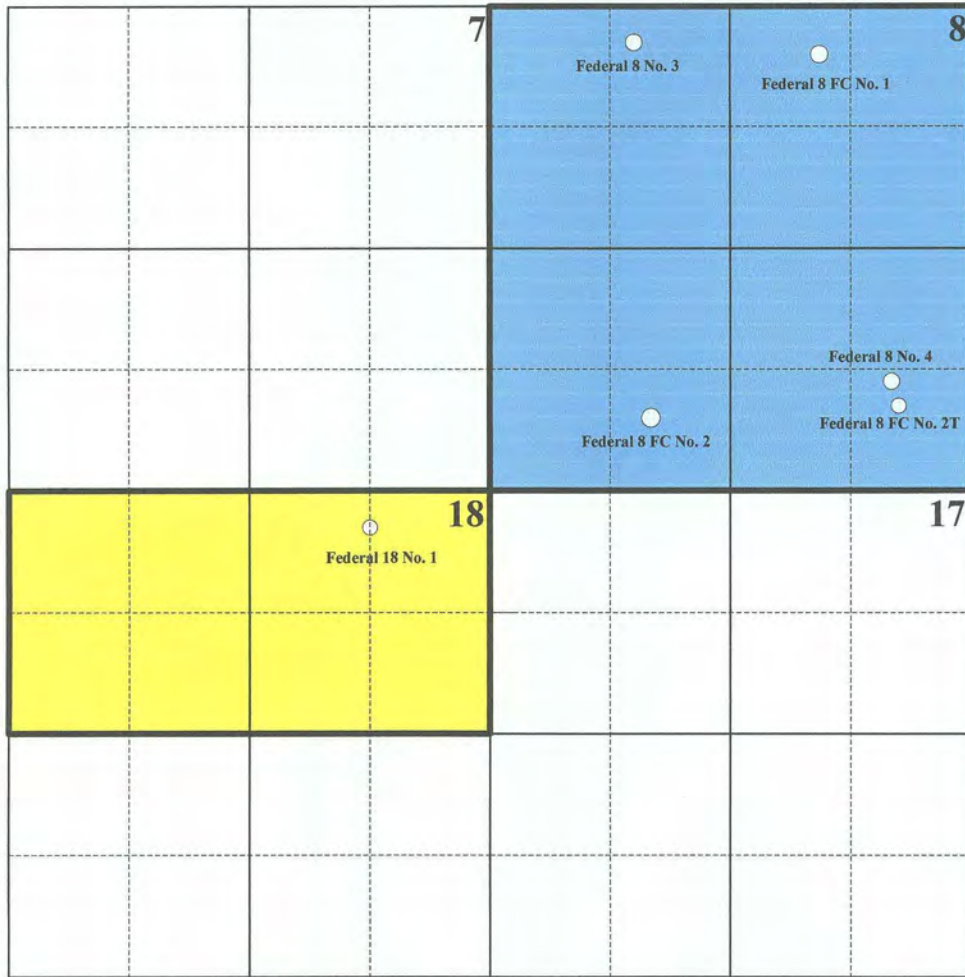 7
8
Federal 8 No. 3
Federal 8 FC No. 1
Federal 8 No. 4
Federal 8 FC No. 2
Federal 8 FC No. 2T
18
17
Federal 18 No. 1